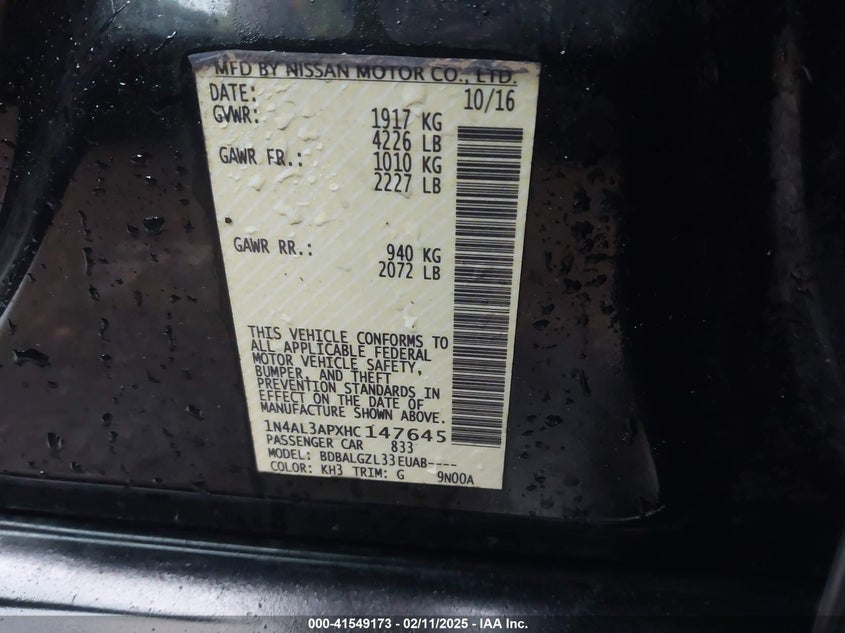 MFD BY NISSAN MOTOR CO., LTD.
DATE: 10/16
GVWR: 1917 KG
4226 LB
GAWR FR.: 1010 KG
2227 LB
GAWR RR.: 940 KG
2072 LB
THIS VEHICLE CONFORMS TO
ALL APPLICABLE FEDERAL
MOTOR VEHICLE SAFETY,
BUMPER, AND THEFT
PREVENTION STANDARDS IN
EFFECT ON THE DATE OF
MANUFACTURE SHOWN ABOVE.
1N4AL3APXHC147645
PASSENGER CAR 833
MODEL: BDBALGZL33EUAB----
COLOR: KH3 TRIM: G 9N00A
000-41549173 - 02/11/2025 - IAA Inc.